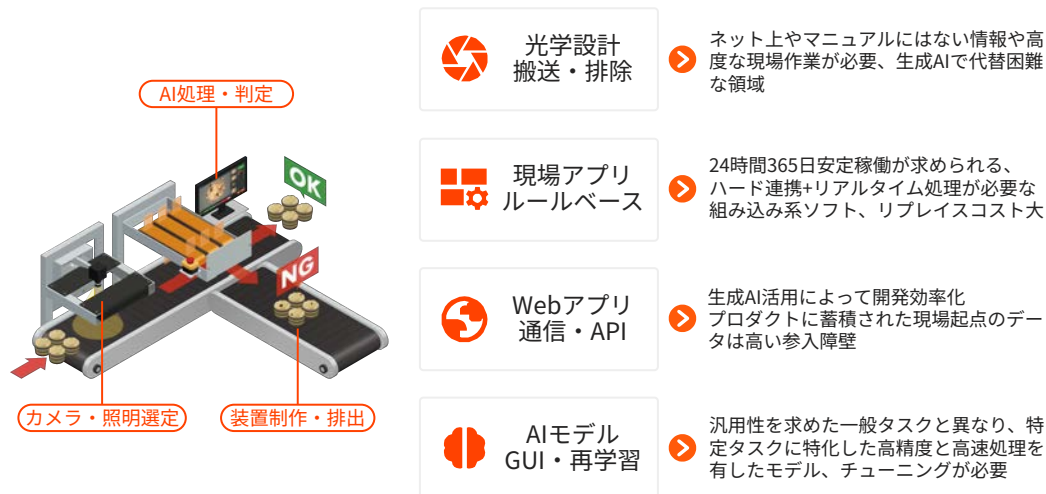 AI処理・判定
OK
NG
カメラ・照明選定
装置制作・排出
光学設計
搬送・排除
ネット上やマニュアルにはない情報や高
度な現場作業が必要、生成AIで代替困難
な領域
現場アプリ
ルールベース
24時間365日安定稼働が求められる、
ハード連携+リアルタイム処理が必要な
組み込み系ソフト、リプレイスコスト大
Webアプリ
通信・API
生成AI活用によって開発効率化
プロダクトに蓄積された現場起点のデー
タは高い参入障壁
AIモデル
GUI・再学習
汎用性を求めた一般タスクと異なり、特
定タスクに特化した高精度と高速処理を
有したモデル、チューニングが必要